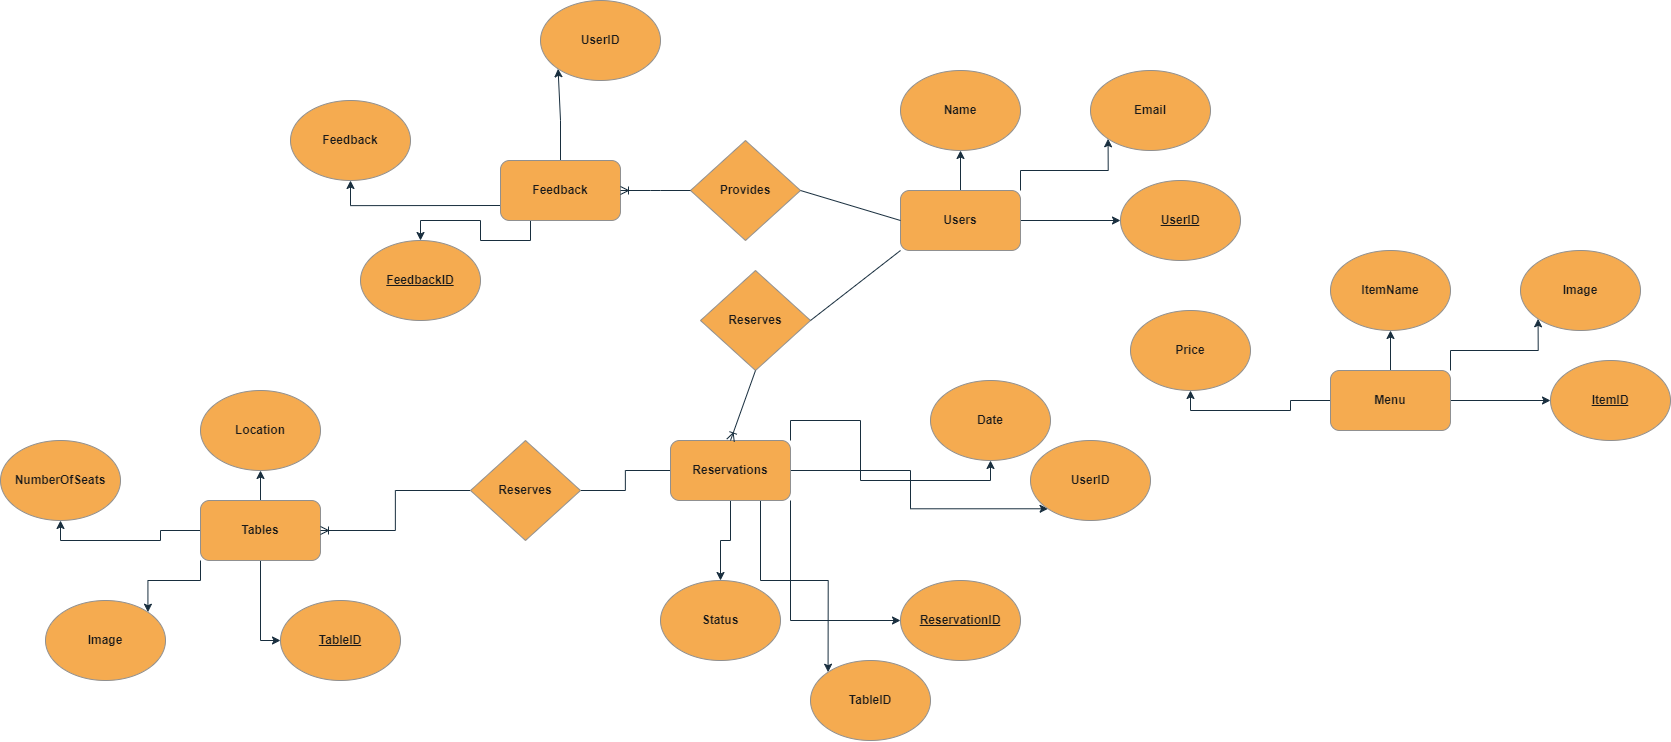 UserID
Name
Email
Feedback
Feedback
Provides
Users
UserID
FeedbackID
Reserves
ItemName
Image
Price
Menu
ItemID
Location
Date
NumberOfSeats
Reservations
UserID
Reserves
Tables
Image
TableID
Status
ReservationID
TableID